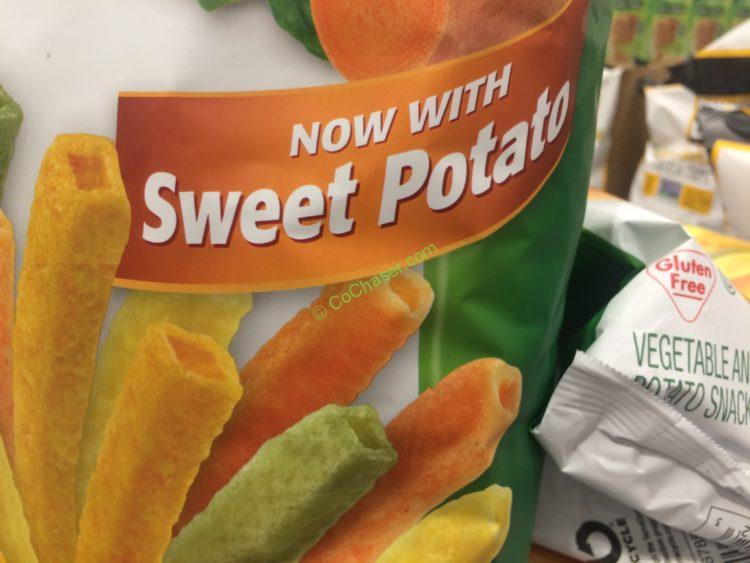 NOW WITH
Sweet Potato
© CoChaser.com
Gluten
Free
VEGETABLE AN
POTATO SNACK